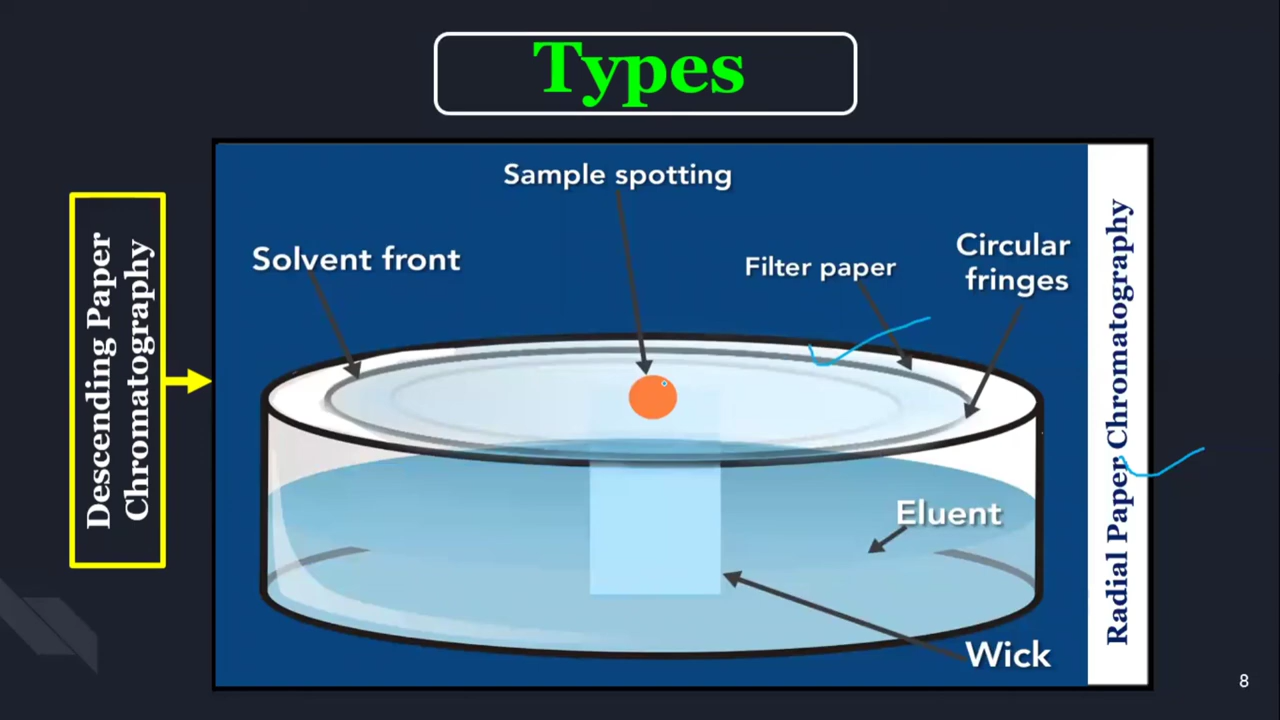 Types
Descending Paper
Chromatography
Sample spotting
Solvent front
Filter paper
Circular
fringes
Eluent
Wick
Radial Paper Chromatography
8